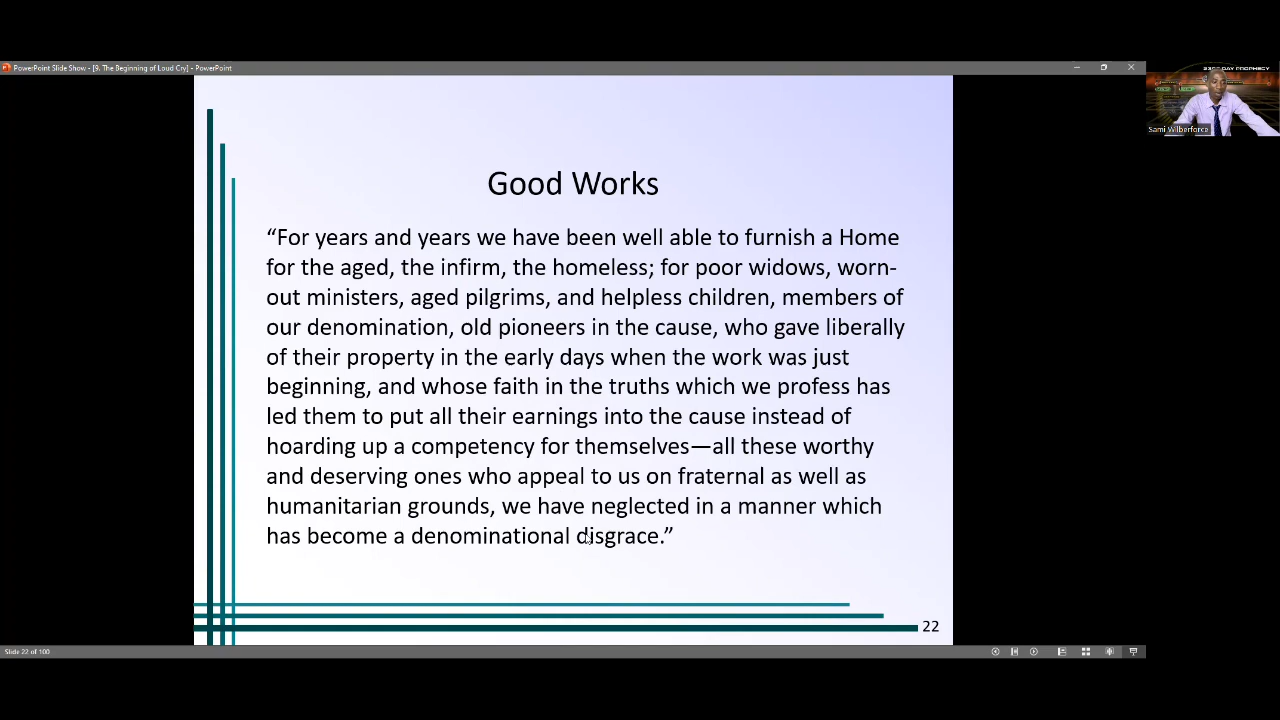 PowerPoint Slide Show - [9. The Beginning of Loud Cry] - PowerPoint
Good Works
“For years and years we have been well able to furnish a Home
for the aged, the infirm, the homeless; for poor widows, worn-
out ministers, aged pilgrims, and helpless children, members of
our denomination, old pioneers in the cause, who gave liberally
of their property in the early days when the work was just
beginning, and whose faith in the truths which we profess has
led them to put all their earnings into the cause instead of
hoarding up a competency for themselves—all these worthy
and deserving ones who appeal to us on fraternal as well as
humanitarian grounds, we have neglected in a manner which
has become a denominational disgrace.”
22
Slide 22 of 100
DAY PROPHECY
Sami Wilberforce